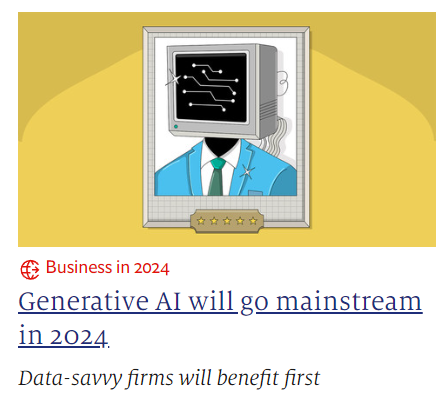 Business in 2024
Generative AI will go mainstream
in 2024
Data-savvy firms will benefit first